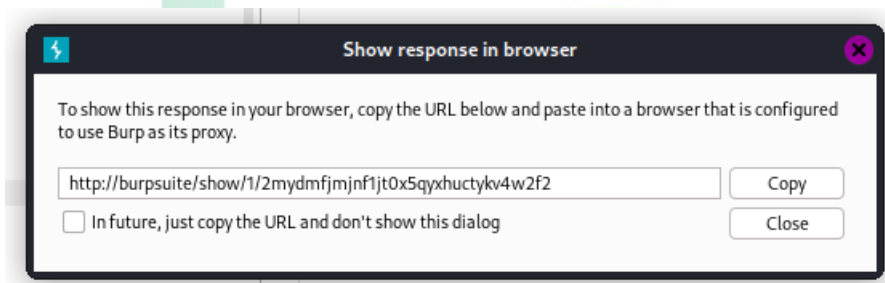 Show response in browser
To show this response in your browser, copy the URL below and paste into a browser that is configured
to use Burp as its proxy.
http://burpsuite/show/1/2mydmfjmjnf1jt0x5qyxhuctykv4w2f2
Copy
In future, just copy the URL and don't show this dialog
Close